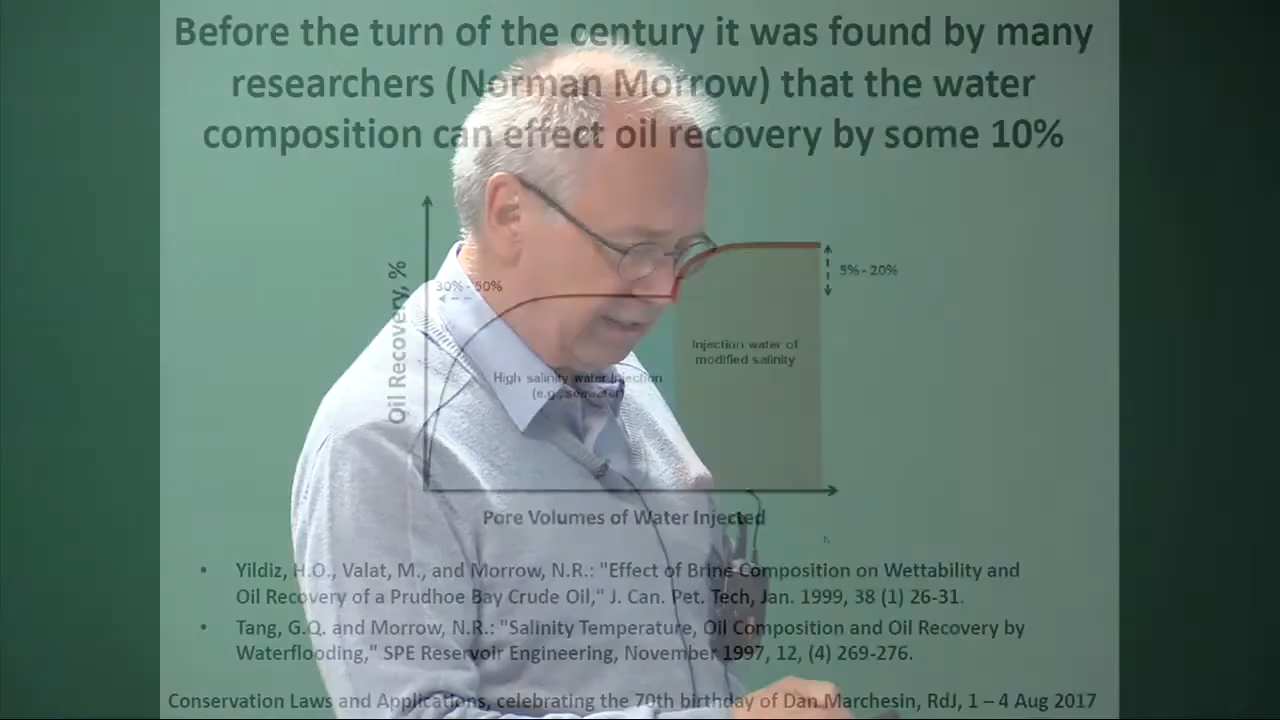 Before the turn of the century it was found by many
researchers (Norman Morrow) that the water
composition can effect oil recovery by some 10%
Oil Recovery, %
30% - 50%
5% - 20%
Injection water of
modified salinity
High salinity water Injection
(e.g., seawater)
Pore Volumes of Water Injected
• Yildiz, H.O., Valat, M., and Morrow, N.R.: "Effect of Brine Composition on Wettability and
Oil Recovery of a Prudhoe Bay Crude Oil," J. Can. Pet. Tech, Jan. 1999, 38 (1) 26-31.
• Tang, G.Q. and Morrow, N.R.: "Salinity Temperature, Oil Composition and Oil Recovery by
Waterflooding," SPE Reservoir Engineering, November 1997, 12, (4) 269-276.
Conservation Laws and Applications, celebrating the 70th birthday of Dan Marchesin, RdJ, 1 – 4 Aug 2017